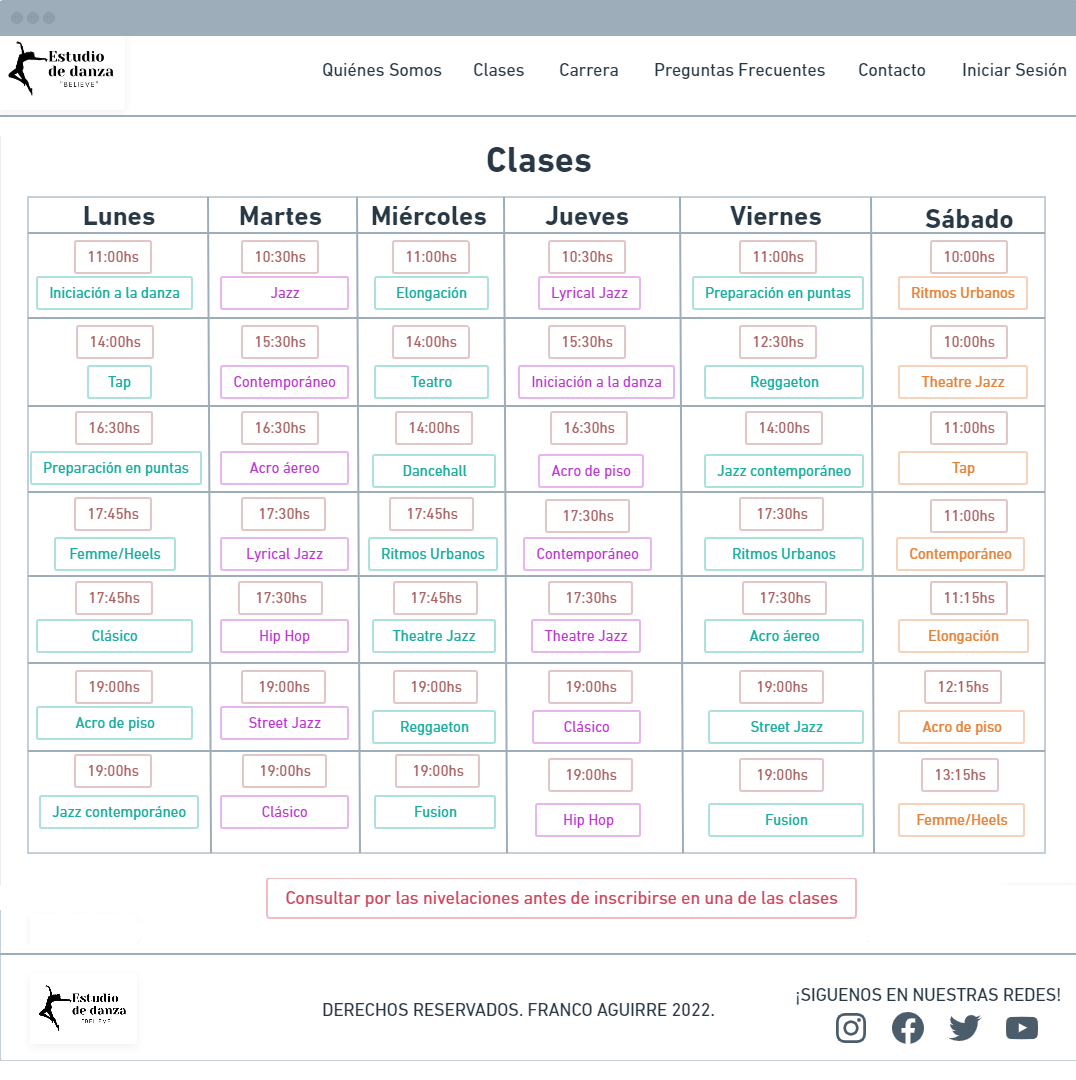 Estudio
de danza
"BELIEVE"
Quiénes Somos Clases Carrera Preguntas Frecuentes Contacto Iniciar Sesión
Clases
Lunes Martes Miércoles Jueves Viernes Sábado
11:00hs 10:30hs 11:00hs 10:30hs 11:00hs 10:00hs
Iniciación a la danza Jazz Elongación Lyrical Jazz Preparación en puntas Ritmos Urbanos
14:00hs 15:30hs 14:00hs 15:30hs 12:30hs 10:00hs
Tap Contemporáneo Teatro Iniciación a la danza Reggaeton Theatre Jazz
16:30hs 16:30hs 14:00hs 16:30hs 14:00hs 11:00hs
Preparación en puntas Acro áereo Dancehall Acro de piso Jazz contemporáneo Tap
17:45hs 17:30hs 17:45hs 17:30hs 17:30hs 11:00hs
Femme/Heels Lyrical Jazz Ritmos Urbanos Contemporáneo Ritmos Urbanos Contemporáneo
17:45hs 17:30hs 17:45hs 17:30hs 17:30hs 11:15hs
Clásico Hip Hop Theatre Jazz Theatre Jazz Acro áereo Elongación
19:00hs 19:00hs 19:00hs 19:00hs 19:00hs 12:15hs
Acro de piso Street Jazz Reggaeton Clásico Street Jazz Acro de piso
19:00hs 19:00hs 19:00hs 19:00hs 19:00hs 13:15hs
Jazz contemporáneo Clásico Fusion Hip Hop Fusion Femme/Heels
Consultar por las nivelaciones antes de inscribirse en una de las clases
Estudio
de danza
"BELIEVE"
DERECHOS RESERVADOS. FRANCO AGUIRRE 2022.
¡SIGUENOS EN NUESTRAS REDES!